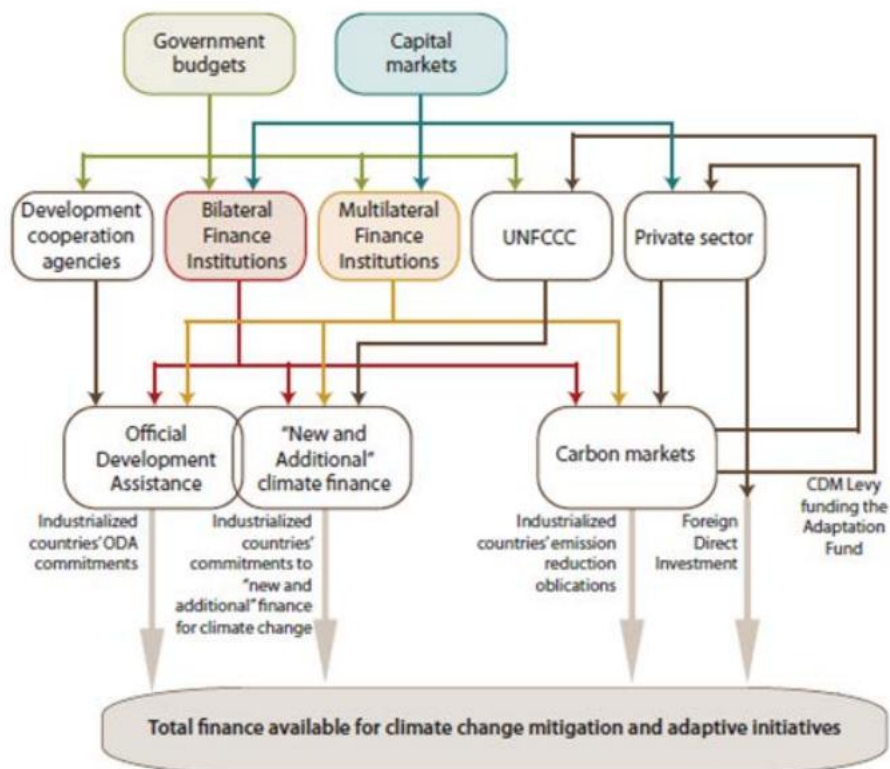 Government
budgets
Capital
markets
Development
cooperation
agencies
Bilateral
Finance
Institutions
Multilateral
Finance
Institutions
UNFCCC
Private sector
Official
Development
Assistance
"New and
Additional"
climate finance
Carbon markets
Industrialized
countries' ODA
commitments
Industrialized
countries'
commitments to
"new and
additional" finance
for climate change
Industrialized
countries' emission
reduction
oblications
Foreign
Direct
Investment
CDM Levy
funding the
Adaptation
Fund
Total finance available for climate change mitigation and adaptive initiatives